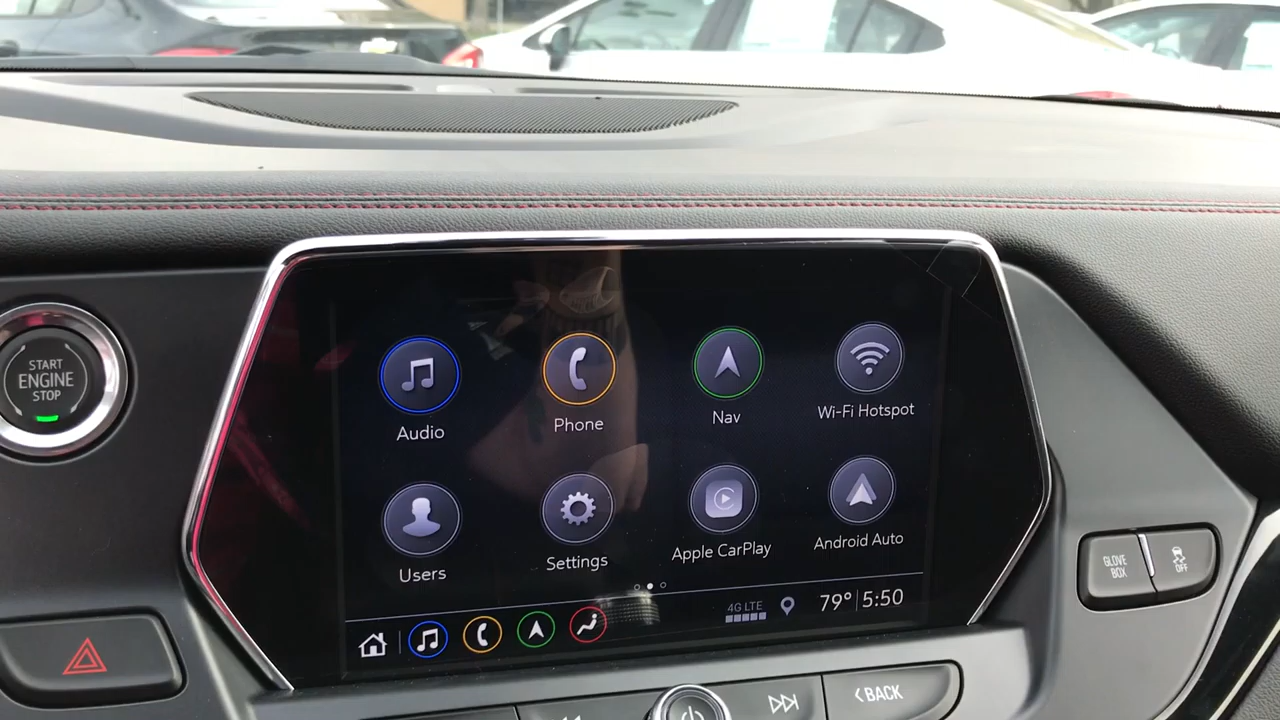 START
ENGINE
STOP
Audio
Phone
Nav
Wi-Fi Hotspot
Users
Settings
Apple CarPlay
Android Auto
4G LTE
79° 5:50
GLOVE
BOX
OFF
BACK